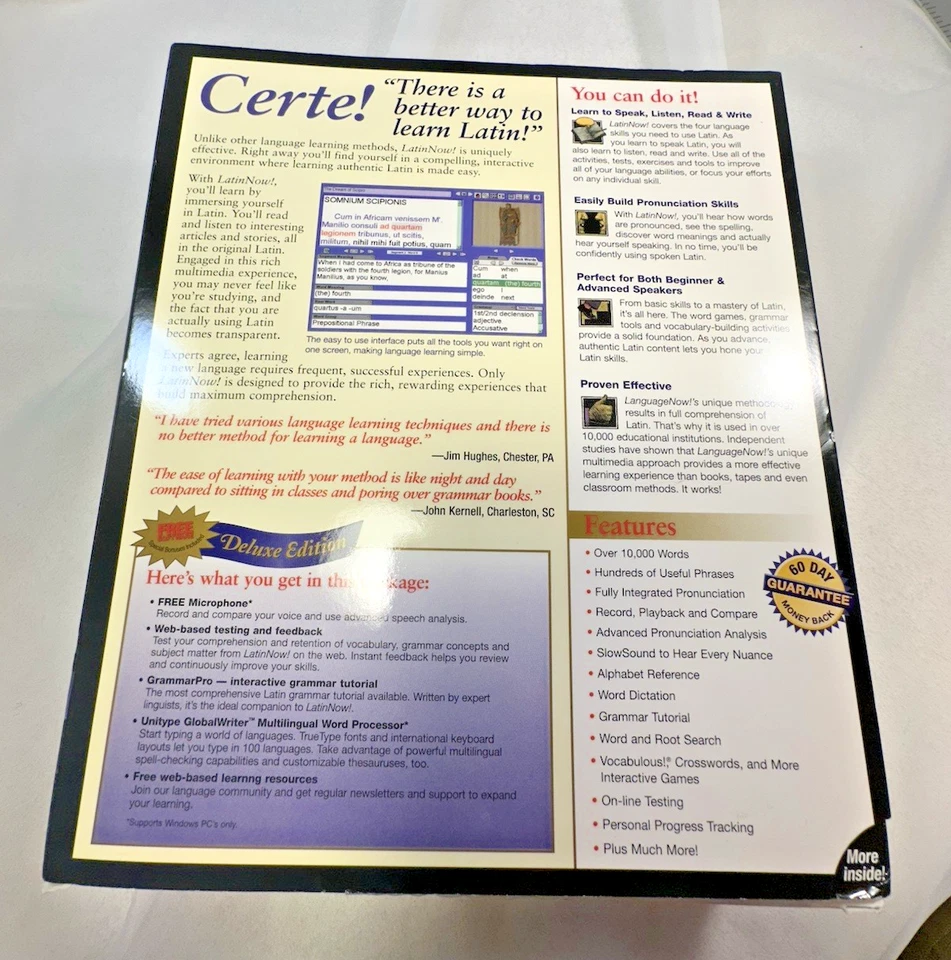 Certe!
"There is a
better way to
learn Latin!"
Unlike other language learning methods, LatinNow! is uniquely
effective. Right away you'll find yourself in a compelling, interactive
environment where learning authentic Latin is made easy.
With LatinNow!,
you'll learn by
immersing yourself
in Latin. You'll read
and listen to interesting
articles and stories, all
in the original Latin.
Engaged in this rich
multimedia experience,
you may never feel like
you're studying, and
the fact that you are
actually using Latin
becomes transparent.
The Dream of Scipio
SOMNIUM SCIPIONIS
Cum in Africam venissem M'.
Manilio consuli ad quartam
legionem tribunus, ut scitis,
militum, nihil mihi fuit potius, quam
When I had come to Africa as tribune of the
soldiers with the fourth legion, for Manius
Manilius, as you know,
(the) fourth
quartus -a -um
Prepositional Phrase
Cum when
ad at
quartam (the) fourth
ego I
deinde next
1st/2nd declension
adjective
Accusative
The easy to use interface puts all the tools you want right on
one screen, making language learning simple.
Experts agree, learning
a new language requires frequent, successful experiences. Only
LatinNow! is designed to provide the rich, rewarding experiences that
build maximum comprehension.
"I have tried various language learning techniques and there is
no better method for learning a language."
—Jim Hughes, Chester, PA
"The ease of learning with your method is like night and day
compared to sitting in classes and poring over grammar books."
—John Kernell, Charleston, SC
FREE
Special Bonuses Included
Deluxe Edition
Here's what you get in this package:
• FREE Microphone*
Record and compare your voice and use advanced speech analysis.
• Web-based testing and feedback
Test your comprehension and retention of vocabulary, grammar concepts and
subject matter from LatinNow! on the web. Instant feedback helps you review
and continuously improve your skills.
• GrammarPro — interactive grammar tutorial
The most comprehensive Latin grammar tutorial available. Written by expert
linguists, it's the ideal companion to LatinNow!.
• Unitype GlobalWriter™ Multilingual Word Processor*
Start typing a world of languages. TrueType fonts and international keyboard
layouts let you type in 100 languages. Take advantage of powerful multilingual
spell-checking capabilities and customizable thesauruses, too.
• Free web-based learnng resources
Join our language community and get regular newsletters and support to expand
your learning.
*Supports Windows PC's only.
You can do it!
Learn to Speak, Listen, Read & Write
LatinNow! covers the four language
skills you need to use Latin. As
you learn to speak Latin, you will
also learn to listen, read and write. Use all of the
activities, tests, exercises and tools to improve
all of your language abilities, or focus your efforts
on any individual skill.
Easily Build Pronunciation Skills
With LatinNow!, you'll hear how words
are pronounced, see the spelling,
discover word meanings and actually
hear yourself speaking. In no time, you'll be
confidently using spoken Latin.
Perfect for Both Beginner &
Advanced Speakers
From basic skills to a mastery of Latin,
it's all here. The word games, grammar
tools and vocabulary-building activities
provide a solid foundation. As you advance,
authentic Latin content lets you hone your
Latin skills.
Proven Effective
LanguageNow!'s unique methodology
results in full comprehension of
Latin. That's why it is used in over
10,000 educational institutions. Independent
studies have shown that LanguageNow!'s unique
multimedia approach provides a more effective
learning experience than books, tapes and even
classroom methods. It works!
Features
• Over 10,000 Words
• Hundreds of Useful Phrases
• Fully Integrated Pronunciation
• Record, Playback and Compare
• Advanced Pronunciation Analysis
• SlowSound to Hear Every Nuance
• Alphabet Reference
• Word Dictation
• Grammar Tutorial
• Word and Root Search
• Vocabulous!,® Crosswords, and More
Interactive Games
• On-line Testing
• Personal Progress Tracking
• Plus Much More!
60 DAY
GUARANTEE
MONEY BACK
More
inside!